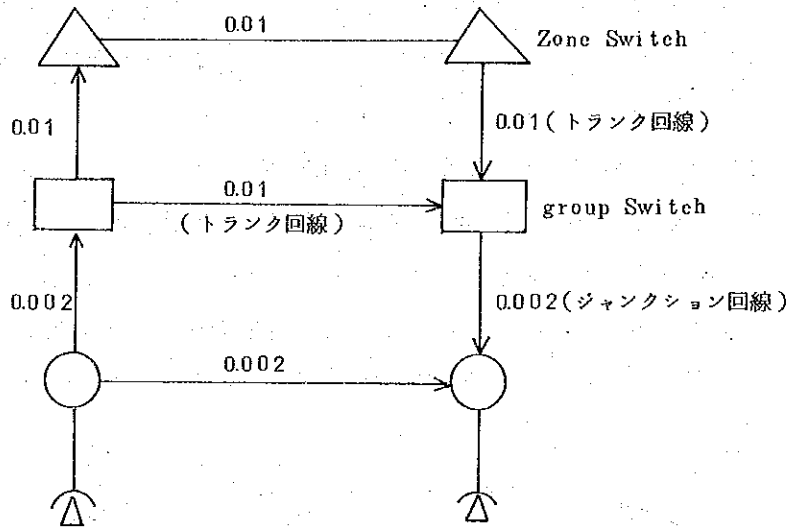 0.01
Zone Switch
0.01
0.01(トランク回線)
0.01
(トランク回線)
group Switch
0.002
0.002(ジャンクション回線)
0.002